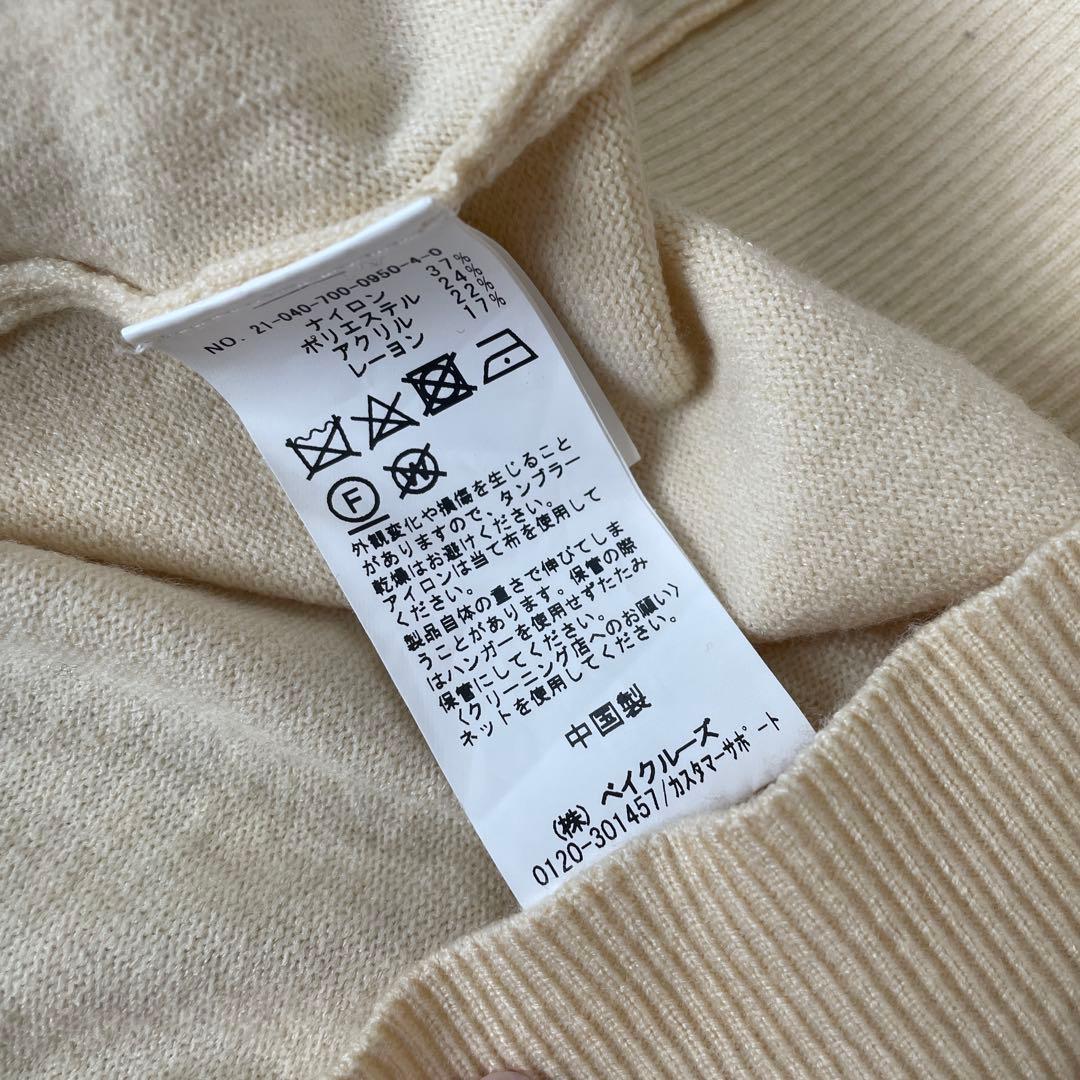 NO. 21-040-700-0950-4-0
ナイロン 37%
ポリエステル 24%
アクリル 22%
レーヨン 17%
F W
外観変化や損傷を生じること
がありますので、タンブラー
乾燥はお避けください。
アイロンは当て布を使用して
ください。
製品自体の重さで伸びてしま
うことがあります。保管の際
はハンガーを使用せずたたみ
保管にしてください。
〈クリーニング店へのお願い〉
ネットを使用してください。
中国製
(株) ベイクルーズ
0120-301457/カスタマーサポート